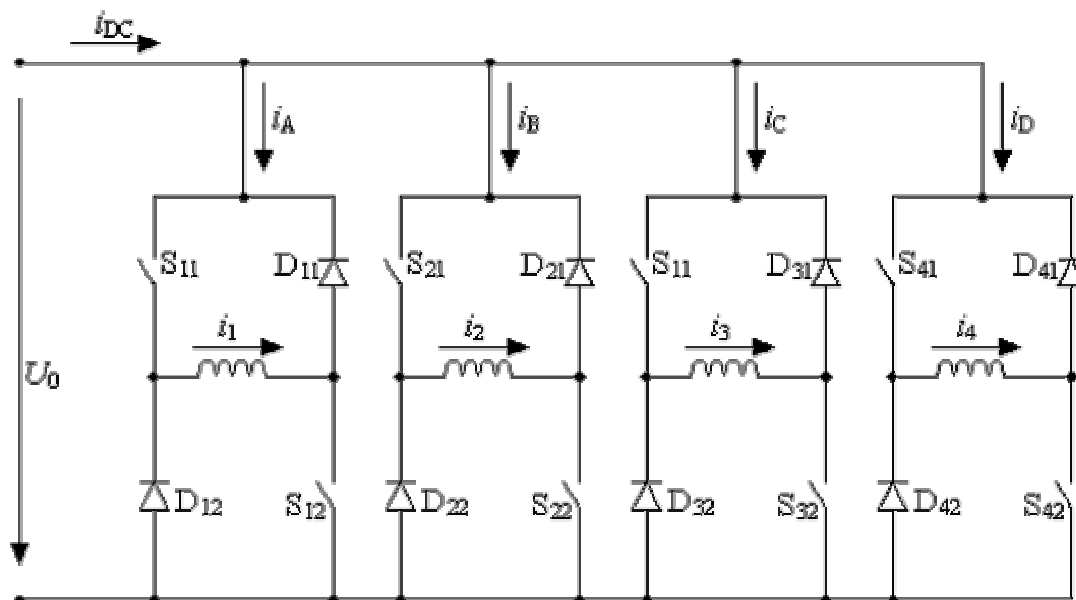 iDC
iA iB iC iD
S11 D11 S21 D21 S11 D31 S41 D41
i1 i2 i3 i4
U0
D12 S12 D22 S22 D32 S32 D42 S42